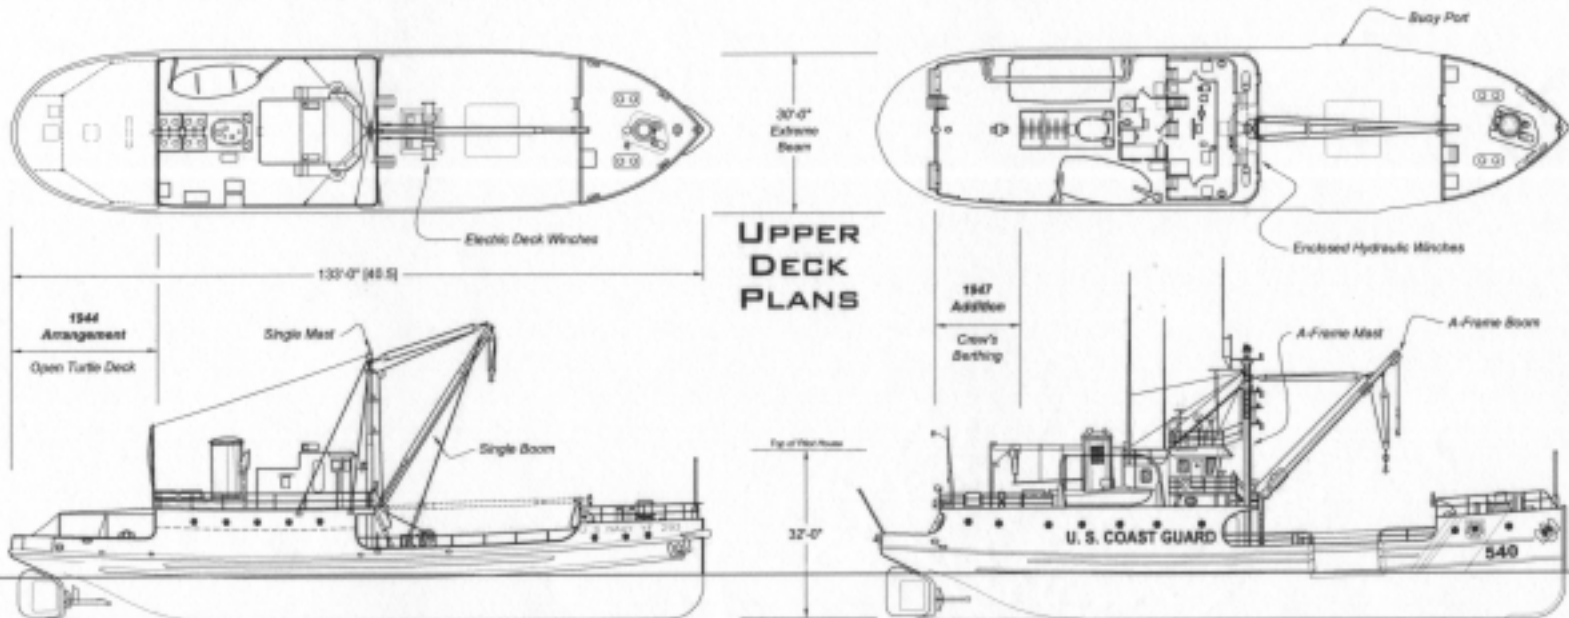 Buoy Port
30'-0"
Extreme
Beam
Electric Deck Winches
UPPER
DECK
PLANS
Enclosed Hydraulic Winches
133'-0" [40.5]
1944
Arrangement
Open Turtle Deck
Single Mast
Single Boom
1947
Addition
Crew's
Berthing
A-Frame Mast
A-Frame Boom
Top of Pilot House
32'-0"
U. S. COAST GUARD
540